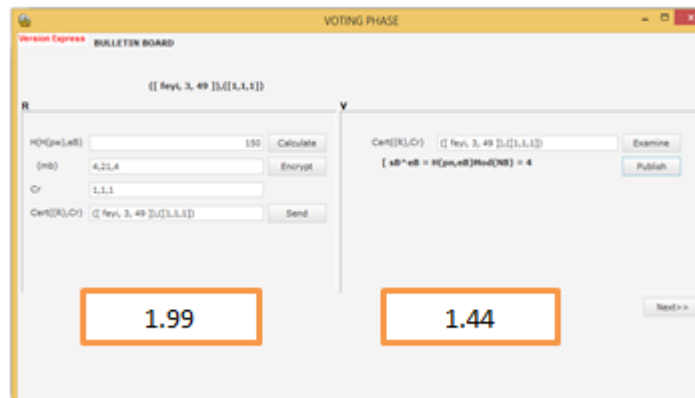 VOTING PHASE
Version Express BULLETIN BOARD
([ feyi, 3, 49 ]),([1,1,1])
R V
H(H(pw),eB) 150 Calculate
(mb) 4,21,4 Encrypt
Cr 1,1,1
Cert((R),Cr) ([ feyi, 3, 49 ]),([1,1,1]) Send
Cert((R),Cr) ([ feyi, 3, 49 ]),([1,1,1]) Examine
[ sB^eB = H(pw,eB)Mod(NB) = 4 Publish
1.99 1.44
Next>>